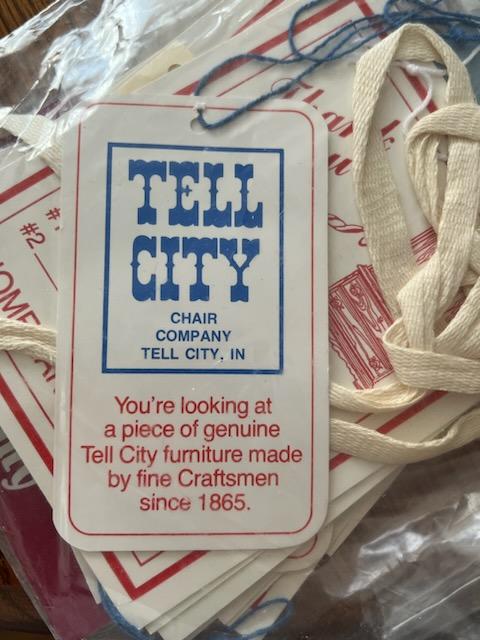 TELL
CITY
CHAIR
COMPANY
TELL CITY, IN
You're looking at
a piece of genuine
Tell City furniture made
by fine Craftsmen
since 1865.
#2